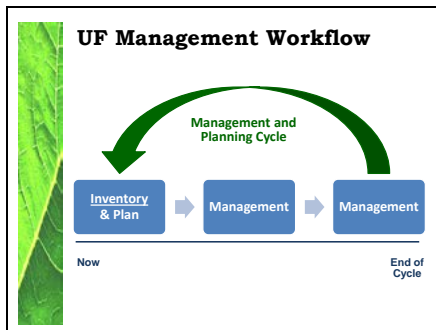 UF Management Workflow
Management and
Planning Cycle
Inventory
& Plan
Management
Management
Now
End of
Cycle